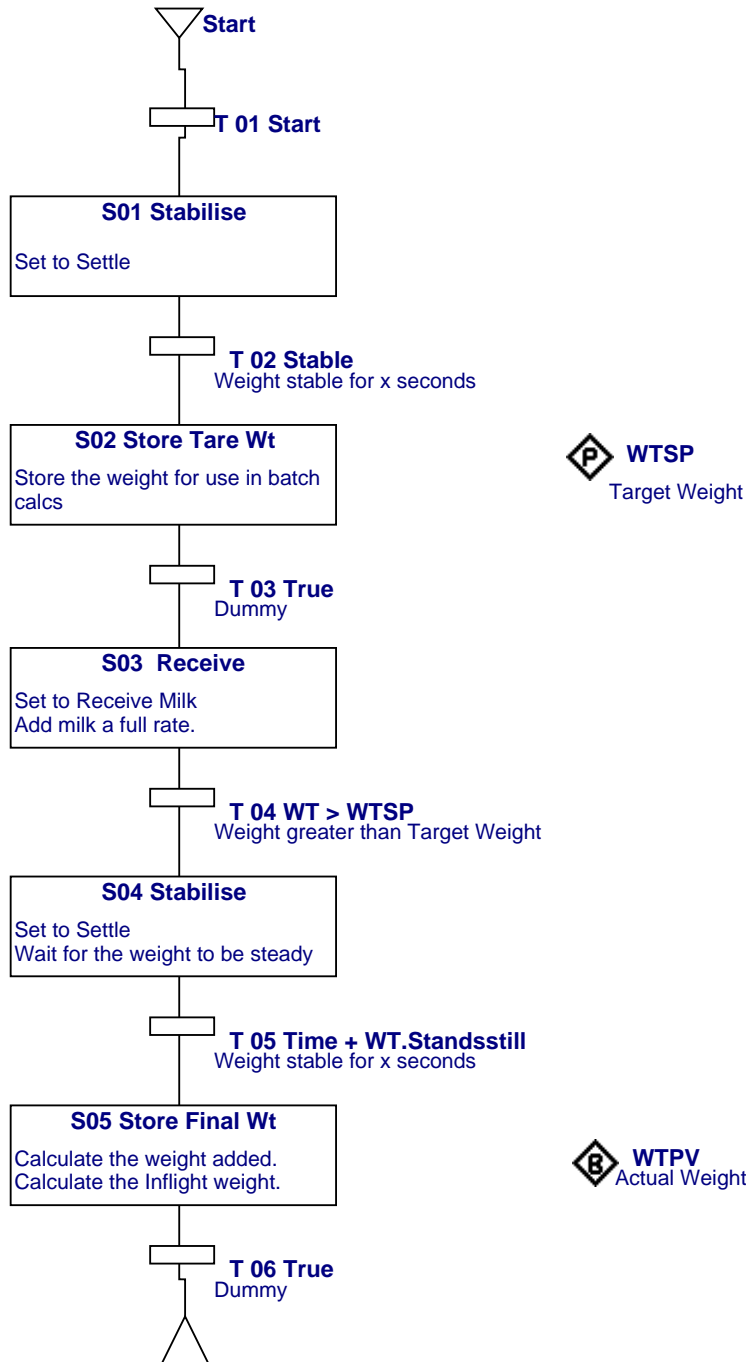 Start
T 01 Start
S01 Stabilise
Set to Settle
T 02 Stable
Weight stable for x seconds
S02 Store Tare Wt
Store the weight for use in batch
calcs
P WTSP
Target Weight
T 03 True
Dummy
S03 Receive
Set to Receive Milk
Add milk a full rate.
T 04 WT > WTSP
Weight greater than Target Weight
S04 Stabilise
Set to Settle
Wait for the weight to be steady
T 05 Time + WT.Standsstill
Weight stable for x seconds
S05 Store Final Wt
Calculate the weight added.
Calculate the Inflight weight.
B WTPV
Actual Weight
T 06 True
Dummy